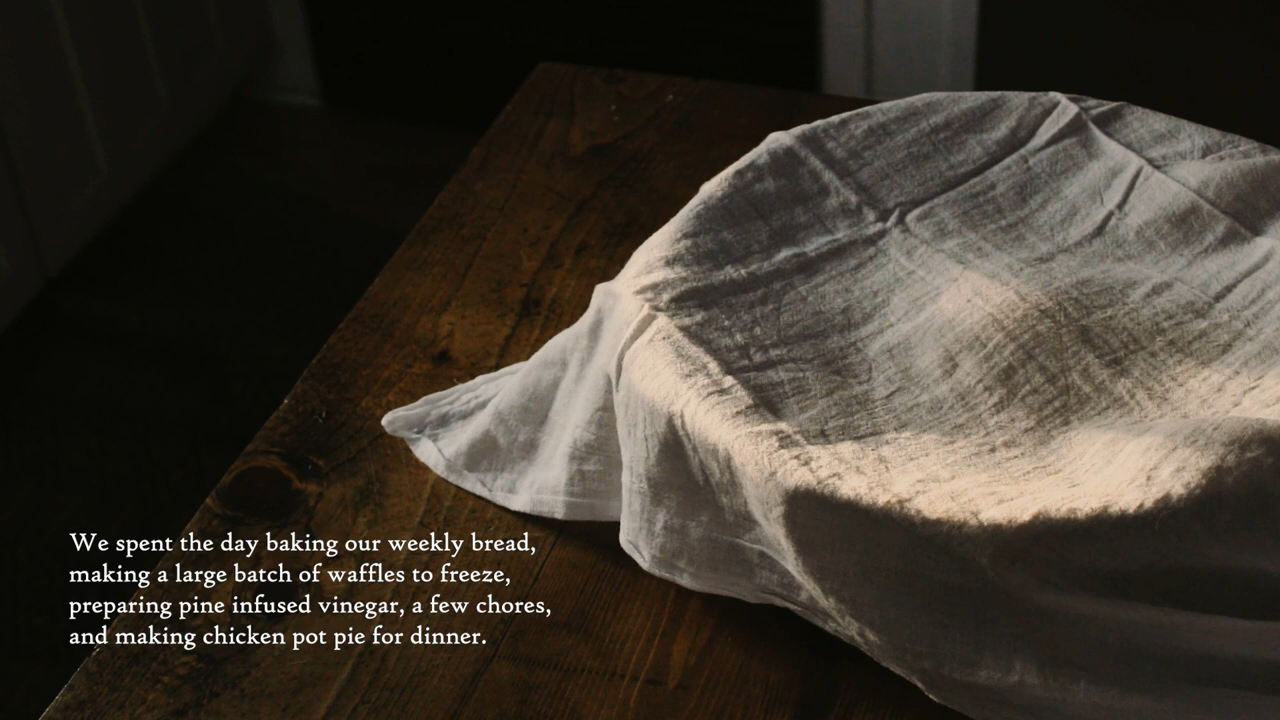 We spent the day baking our weekly bread,
making a large batch of waffles to freeze,
preparing pine infused vinegar, a few chores,
and making chicken pot pie for dinner.